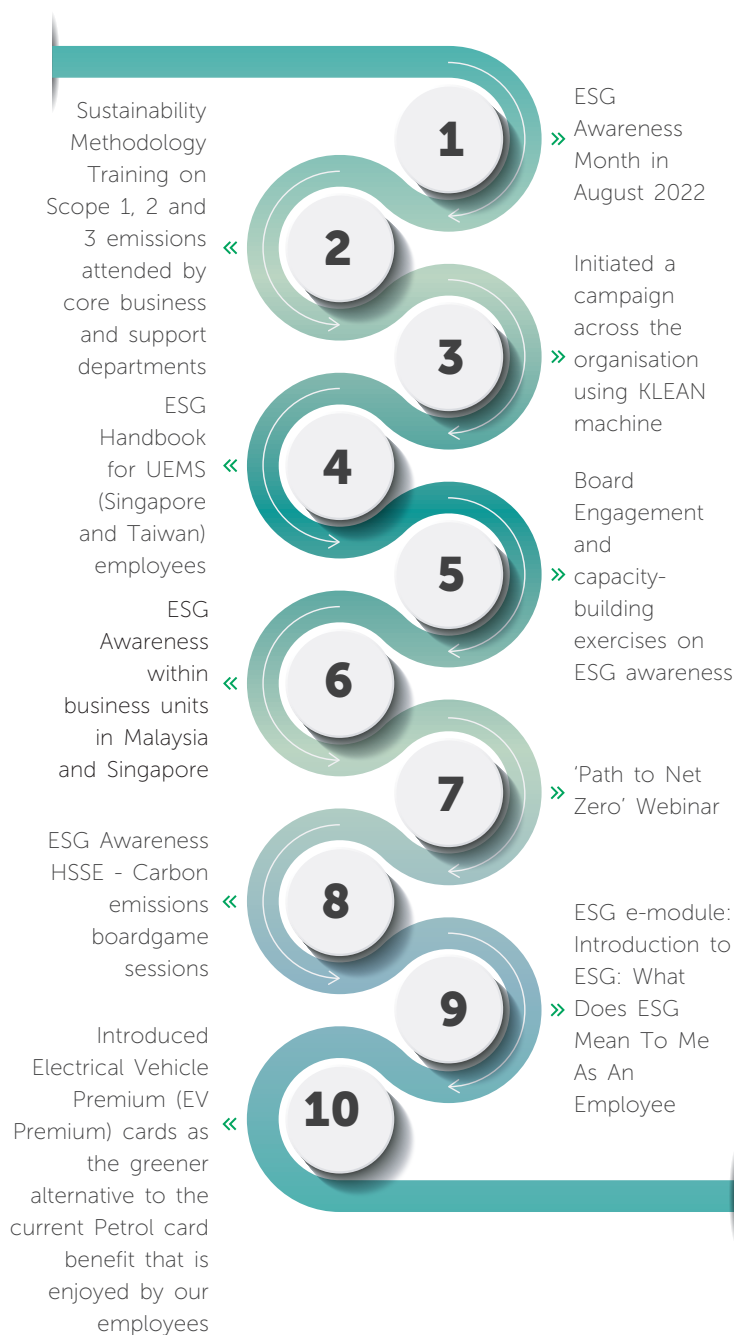 1
ESG
Awareness
Month in
August 2022
2
Sustainability
Methodology
Training on
Scope 1, 2 and
3 emissions
attended by
core business
and support
departments
3
Initiated a
campaign
across the
organisation
using KLEAN
machine
4
ESG
Handbook
for UEMS
(Singapore
and Taiwan)
employees
5
Board
Engagement
and
capacity-
building
exercises on
ESG awareness
6
ESG
Awareness
within
business units
in Malaysia
and Singapore
7
'Path to Net
Zero' Webinar
8
ESG Awareness
HSSE - Carbon
emissions
boardgame
sessions
9
ESG e-module:
Introduction to
ESG: What
Does ESG
Mean To Me
As An
Employee
10
Introduced
Electrical Vehicle
Premium (EV
Premium) cards as
the greener
alternative to the
current Petrol card
benefit that is
enjoyed by our
employees